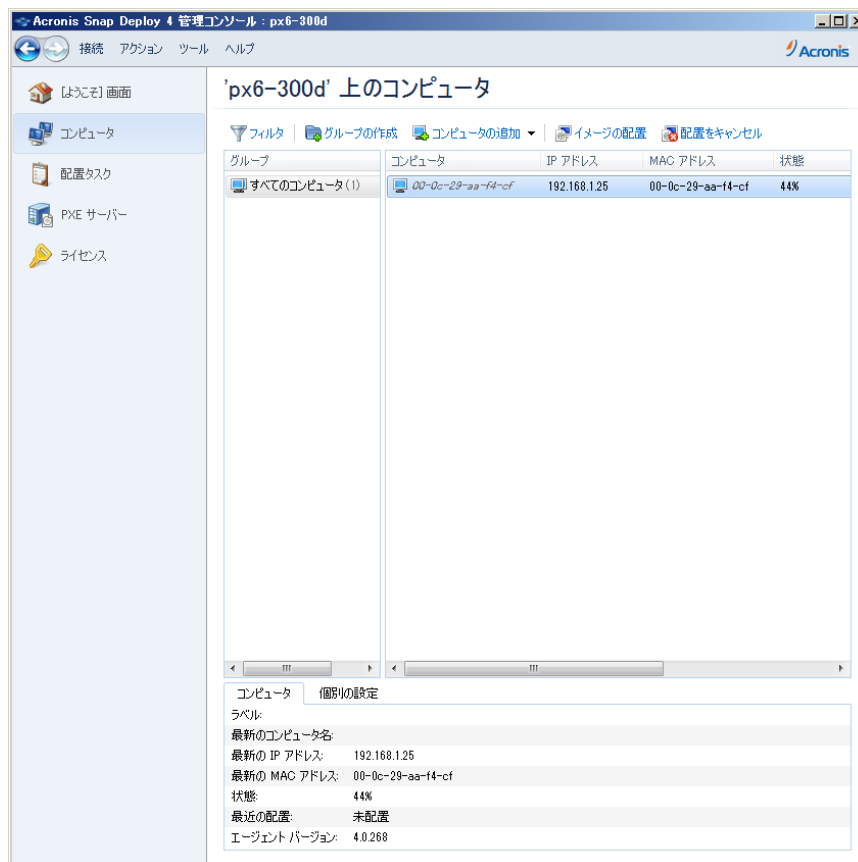 Acronis Snap Deploy 4 管理コンソール : px6-300d
接続 アクション ツール ヘルプ
Acronis
[ようこそ] 画面
コンピュータ
配置タスク
PXE サーバー
ライセンス
'px6-300d' 上のコンピュータ
フィルタ グループの作成 コンピュータの追加 イメージの配置 配置をキャンセル
グループ コンピュータ IP アドレス MAC アドレス 状態
すべてのコンピュータ (1) 00-0c-29-aa-f4-cf 192.168.1.25 00-0c-29-aa-f4-cf 44%
コンピュータ 個別の設定
ラベル:
最新のコンピュータ名:
最新の IP アドレス: 192.168.1.25
最新の MAC アドレス: 00-0c-29-aa-f4-cf
状態: 44%
最近の配置: 未配置
エージェント バージョン: 4.0.268